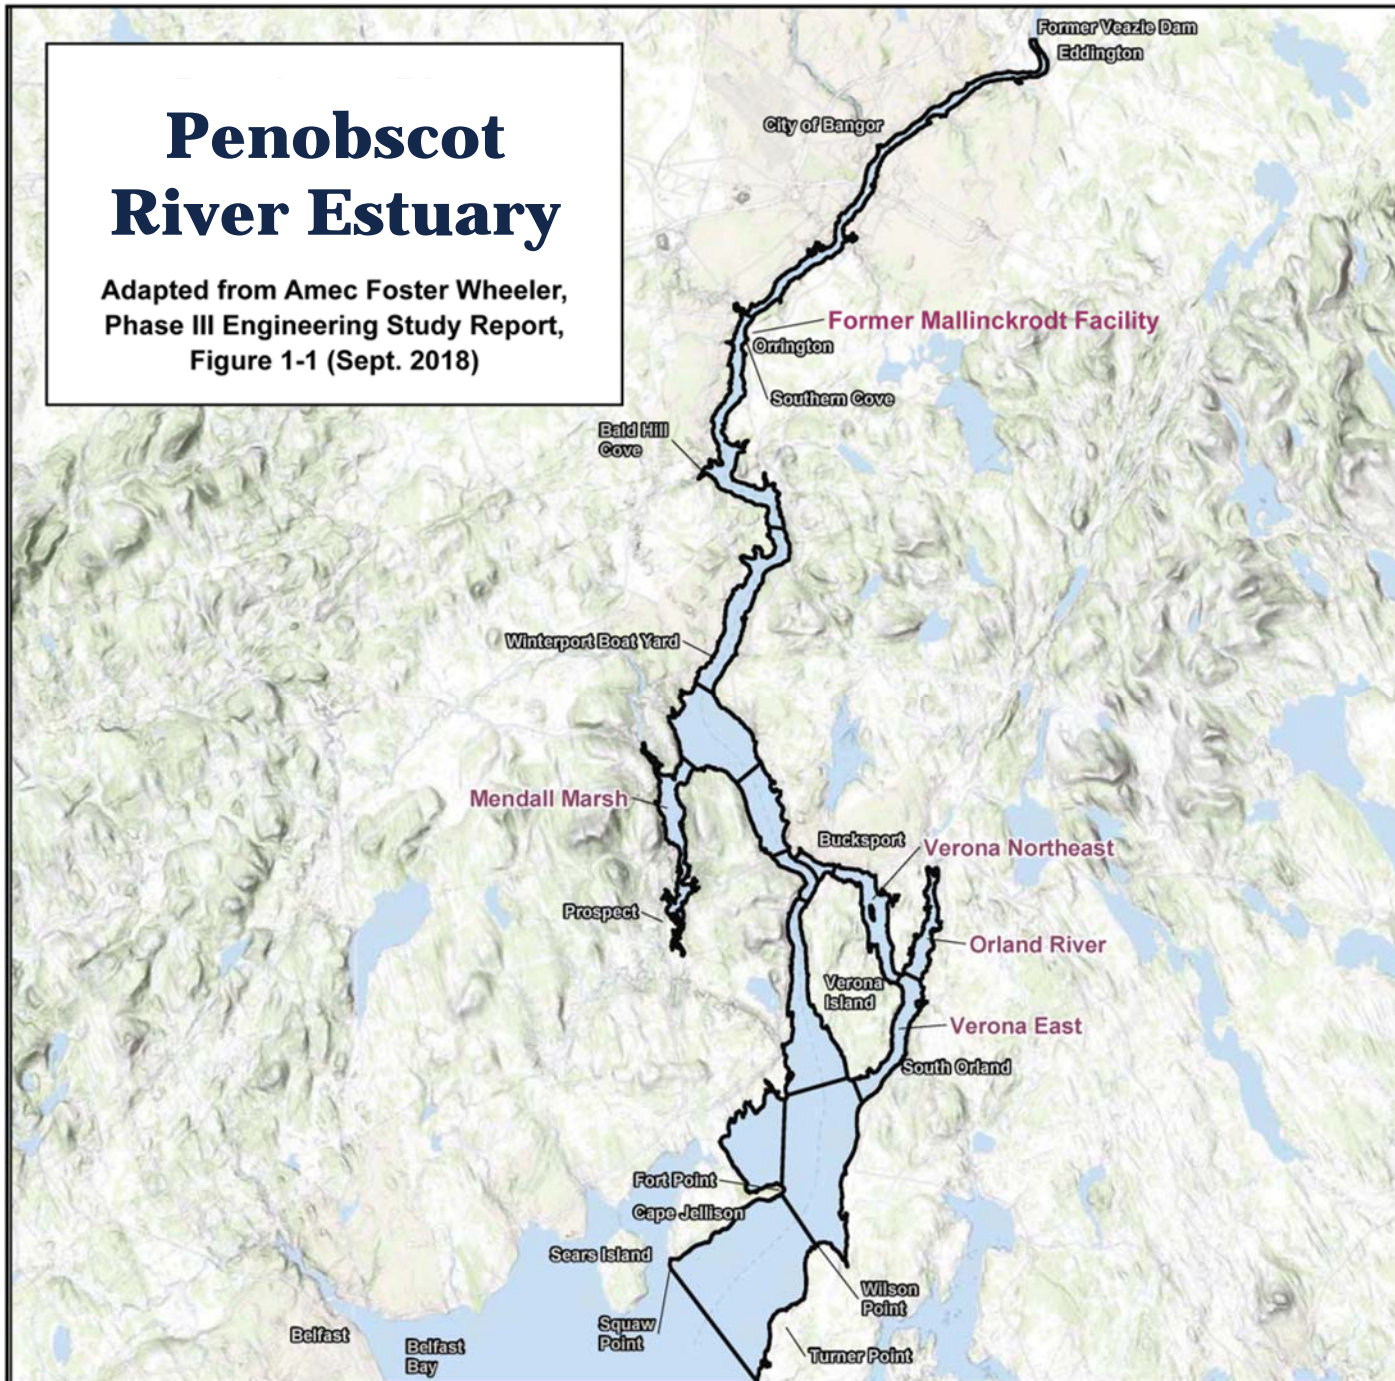 Former Veazie Dam
Eddington
Penobscot
River Estuary
City of Bangor
Adapted from Amec Foster Wheeler,
Phase III Engineering Study Report,
Figure 1-1 (Sept. 2018)
Former Mallinckrodt Facility
Orrington
Southern Cove
Bald Hill
Cove
Winterport Boat Yard
Mendall Marsh
Bucksport
Verona Northeast
Prospect
Orland River
Verona
Island
Verona East
South Orland
Fort Point
Cape Jellison
Sears Island
Wilson
Point
Squaw
Point
Belfast
Belfast
Bay
Turner Point